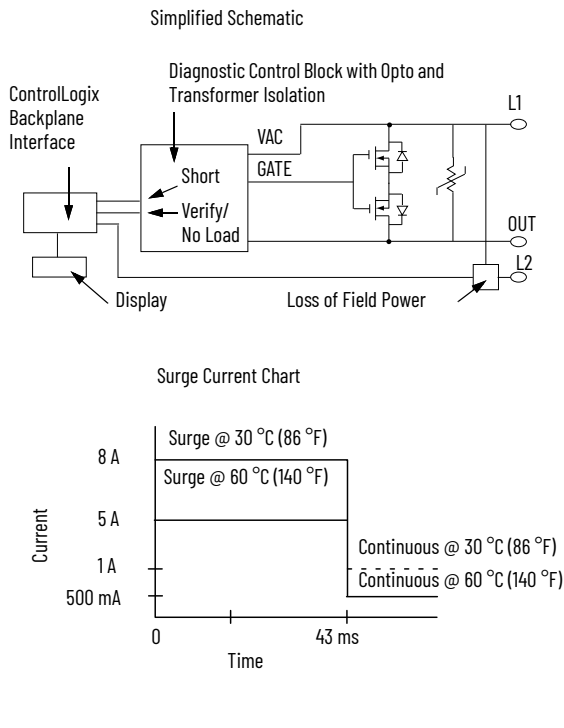 Simplified Schematic
Diagnostic Control Block with Opto and
Transformer Isolation
ControlLogix
Backplane
Interface
L1
VAC
GATE
Short
Verify/
No Load
OUT
L2
Display
Loss of Field Power
Surge Current Chart
Surge @ 30 °C (86 °F)
8 A
Surge @ 60 °C (140 °F)
5 A
Current
Continuous @ 30 °C (86 °F)
1 A
Continuous @ 60 °C (140 °F)
500 mA
0
43 ms
Time